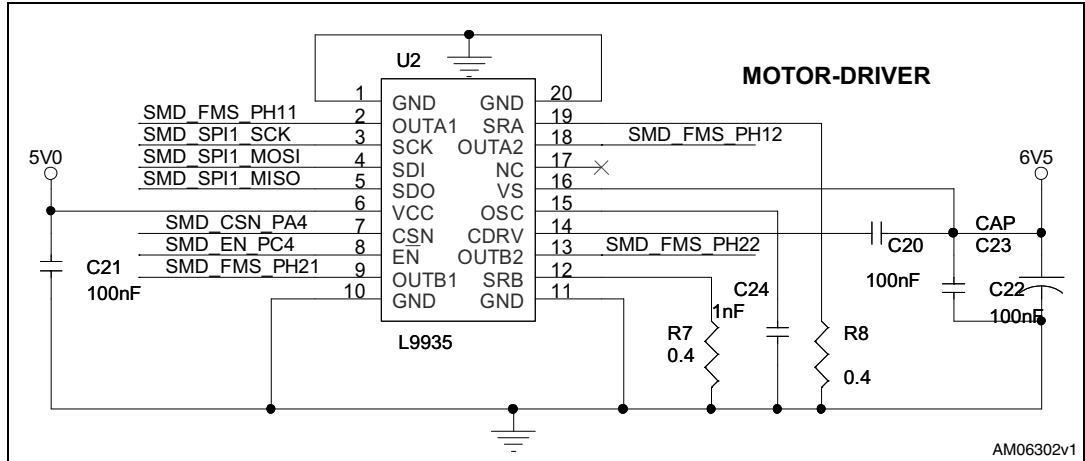 U2
MOTOR-DRIVER
1 GND GND 20
SMD_FMS_PH11 2 OUTA1 SRA 19
SMD_SPI1_SCK 3 SCK OUTA2 18 SMD_FMS_PH12
SMD_SPI1_MOSI 4 SDI NC 17
SMD_SPI1_MISO 5 SDO VS 16
5V0
6V5
6 VCC OSC 15
SMD_CSN_PA4 7 CSN CDRV 14
SMD_EN_PC4 8 EN OUTB2 13 SMD_FMS_PH22
SMD_FMS_PH21 9 OUTB1 SRB 12
10 GND GND 11
L9935
C21
100nF
C20
100nF
CAP
C23
C22
100nF
C24
1nF
R7
0.4
R8
0.4
AM06302v1